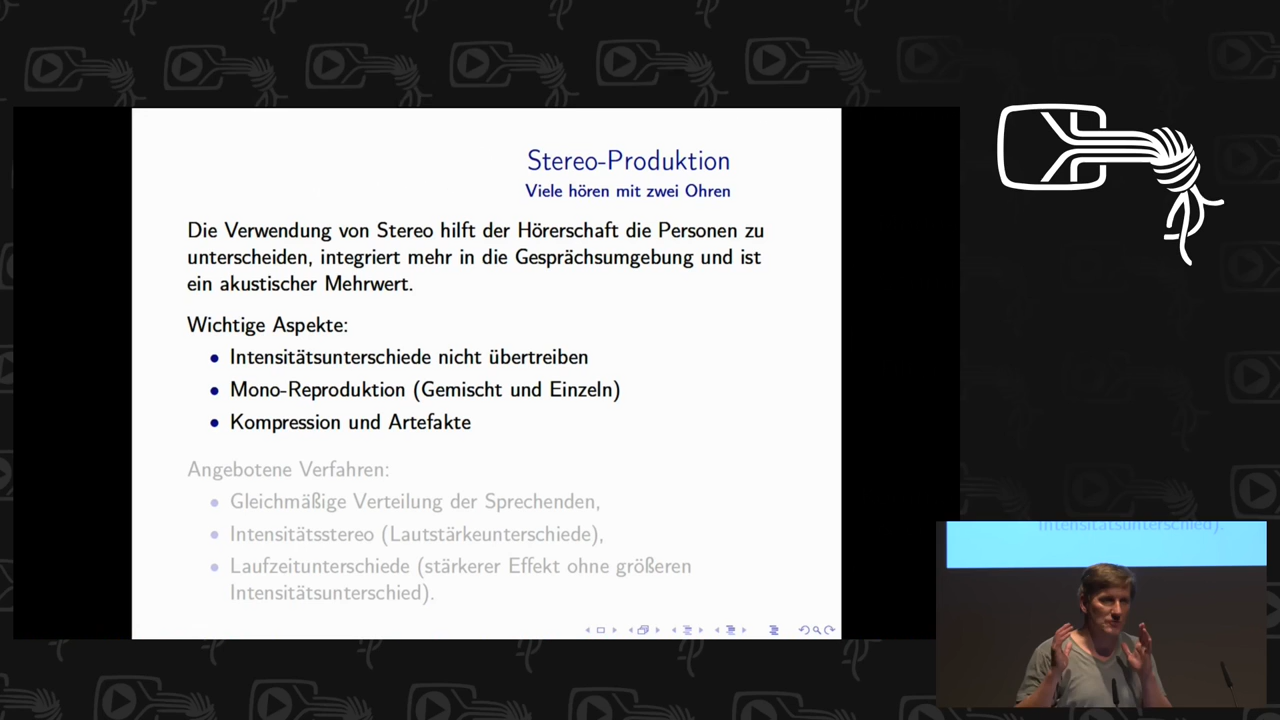 Stereo-Produktion
Viele hören mit zwei Ohren
Die Verwendung von Stereo hilft der Hörerschaft die Personen zu
unterscheiden, integriert mehr in die Gesprächsumgebung und ist
ein akustischer Mehrwert.
Wichtige Aspekte:
Intensitätsunterschiede nicht übertreiben
Mono-Reproduktion (Gemischt und Einzeln)
Kompression und Artefakte
Angebotene Verfahren:
Gleichmäßige Verteilung der Sprechenden,
Intensitätsstereo (Lautstärkeunterschiede),
Laufzeitunterschiede (stärkerer Effekt ohne größeren
Intensitätsunterschied).
Intensitätsunterschied).